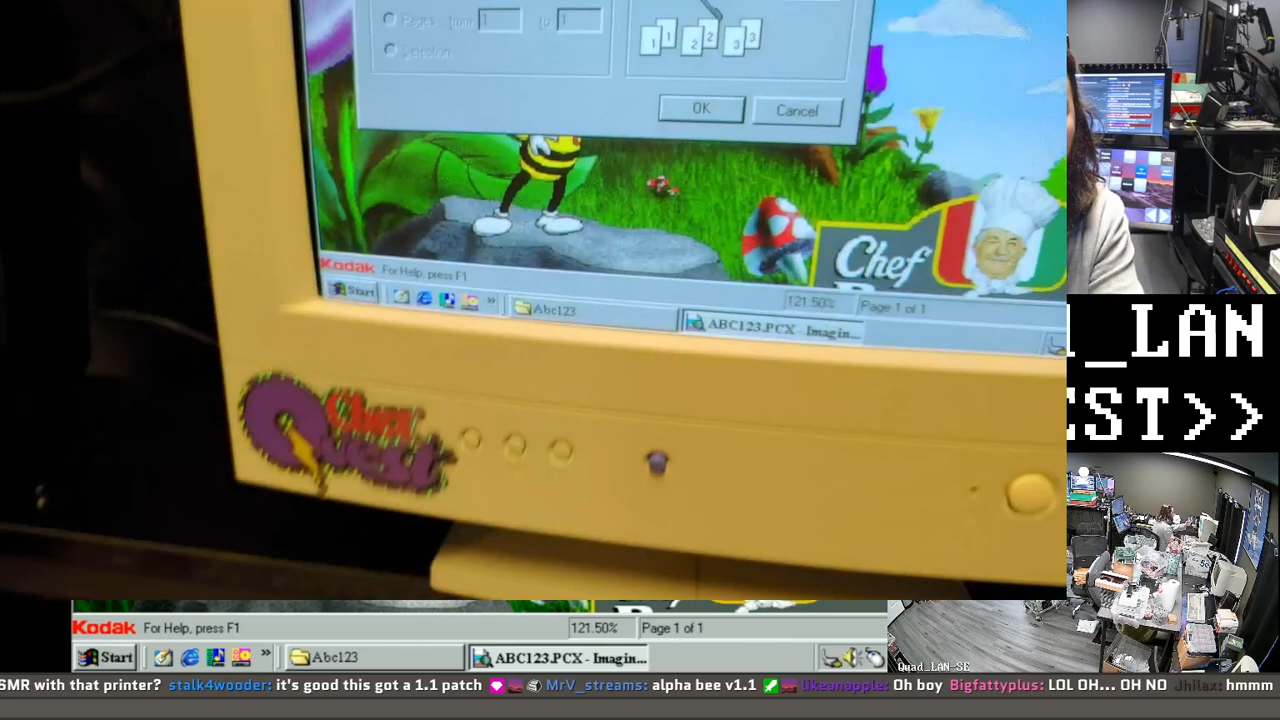 Pages from 1 to 1
Selection
1 1 2 2 3 3
OK Cancel
Chef
Kodak For Help, press F1
121.50% Page 1 of 1
Start » Abc123 ABC123.PCX - Imagin...
Chex
Quest
_LAN
EST>>
Kodak For Help, press F1 121.50% Page 1 of 1
Start » Abc123 ABC123.PCX - Imagin...
Quad_LAN-SE
SMR with that printer? stalk4wooder: it's good this got a 1.1 patch MrV_streams: alpha bee v1.1 likeanapple: Oh boy Bigfattyplus: LOL OH... OH NO Jhilax: hmmm